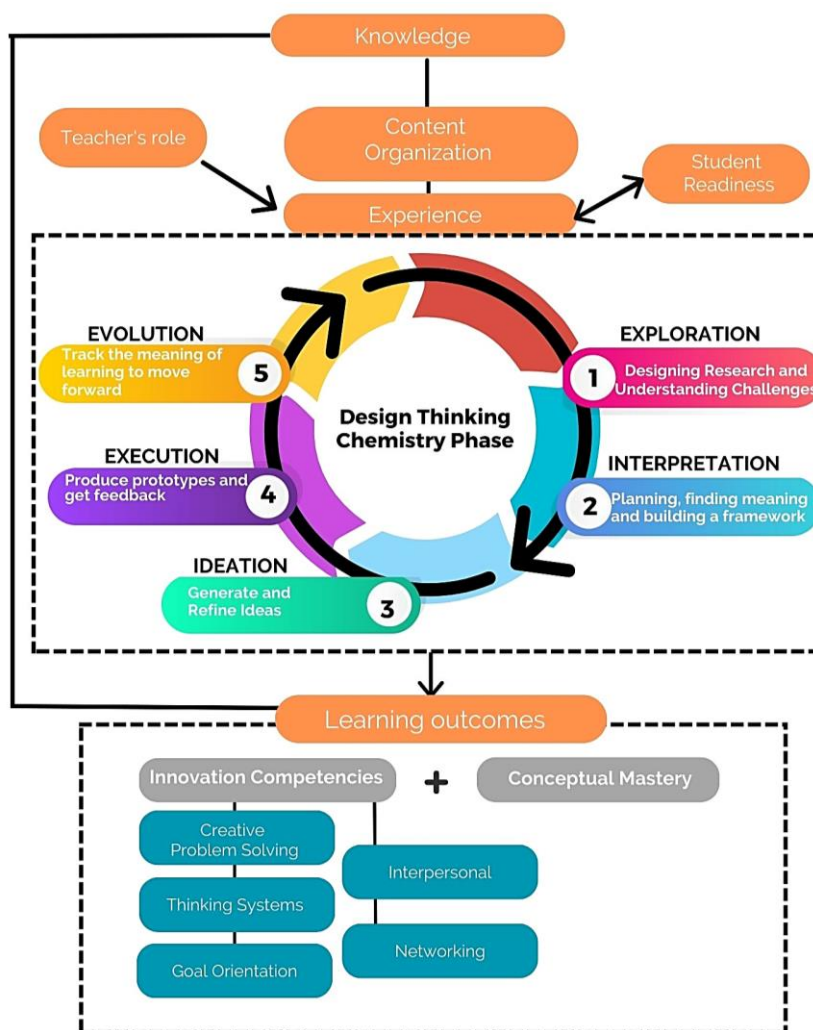 Knowledge
Teacher's role
Content
Organization
Student
Readiness
Experience
EVOLUTION
Track the meaning of
learning to move
forward
5
EXPLORATION
1
Designing Research and
Understanding Challenges
Design Thinking
Chemistry Phase
EXECUTION
Produce prototypes and
get feedback
4
INTERPRETATION
2
Planning, finding meaning
and building a framework
IDEATION
Generate and
Refine Ideas
3
Learning outcomes
Innovation Competencies
+
Conceptual Mastery
Creative
Problem Solving
Interpersonal
Thinking Systems
Networking
Goal Orientation